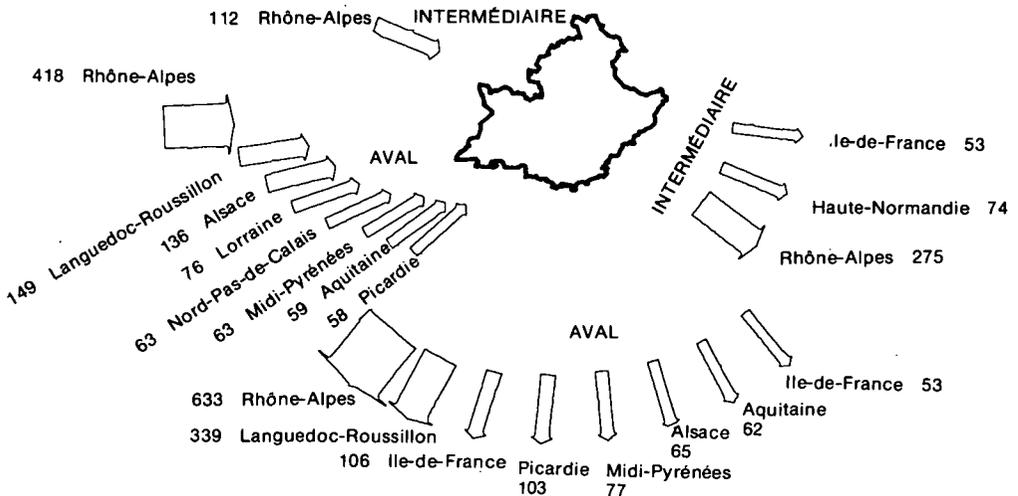 112 Rhône-Alpes
INTERMÉDIAIRE
418 Rhône-Alpes
AVAL
149 Languedoc-Roussillon
136 Alsace
76 Lorraine
63 Nord-Pas-de-Calais
63 Midi-Pyrénées
59 Aquitaine
58 Picardie
INTERMÉDIAIRE
Ile-de-France 53
Haute-Normandie 74
Rhône-Alpes 275
AVAL
633 Rhône-Alpes
339 Languedoc-Roussillon
106 Ile-de-France
Picardie
103
Midi-Pyrénées
77
Alsace
65
Aquitaine
62
Ile-de-France 53